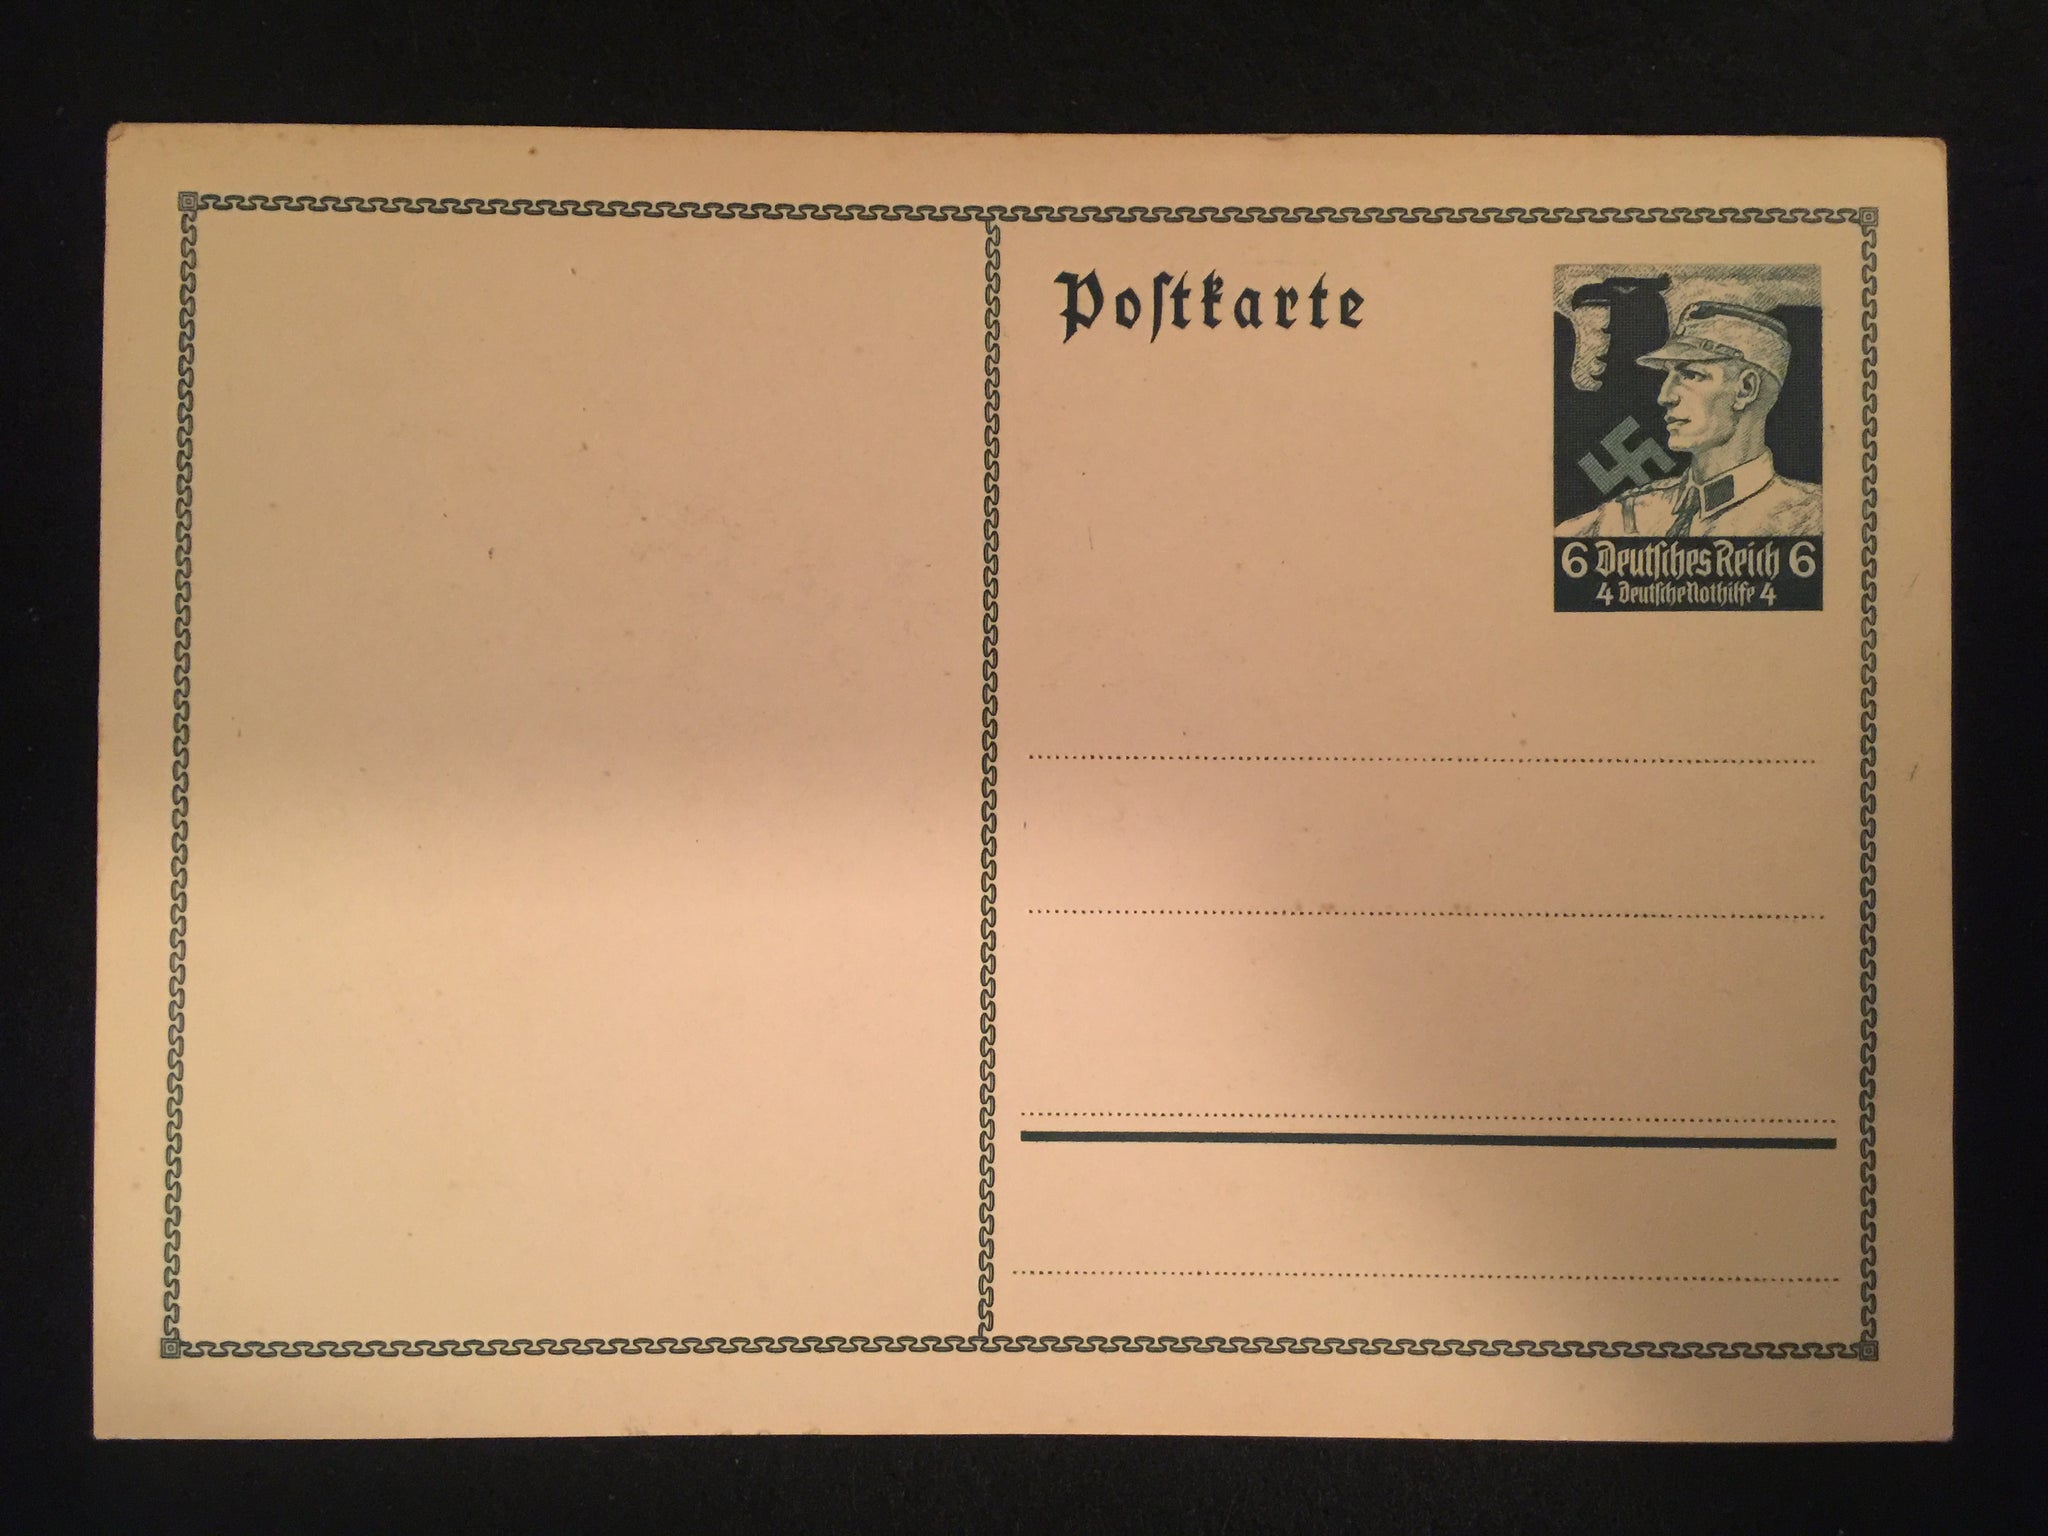 Poſtkarte
6 Deutſches Reich 6
4 Deutſche Nothilfe 4